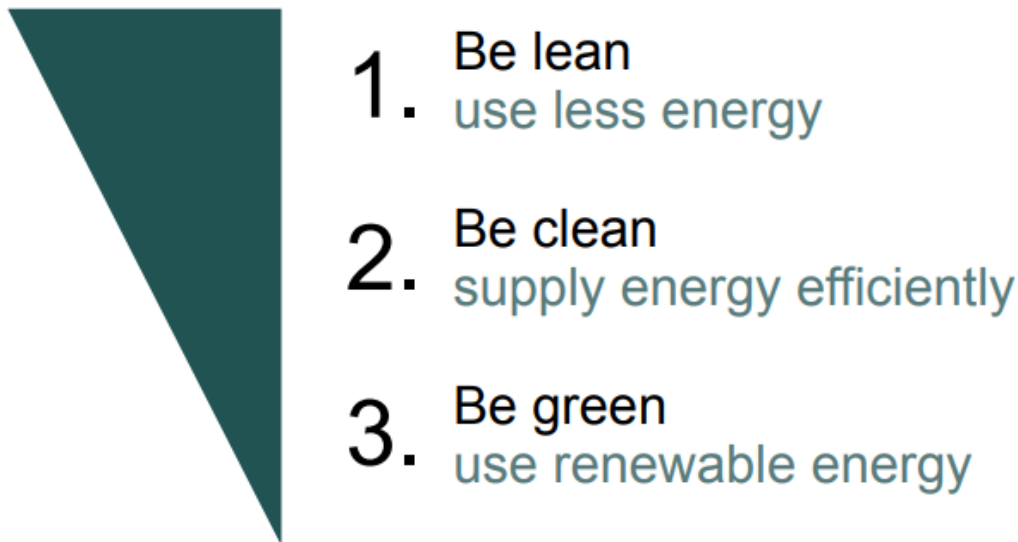 1. Be lean
use less energy
2. Be clean
supply energy efficiently
3. Be green
use renewable energy